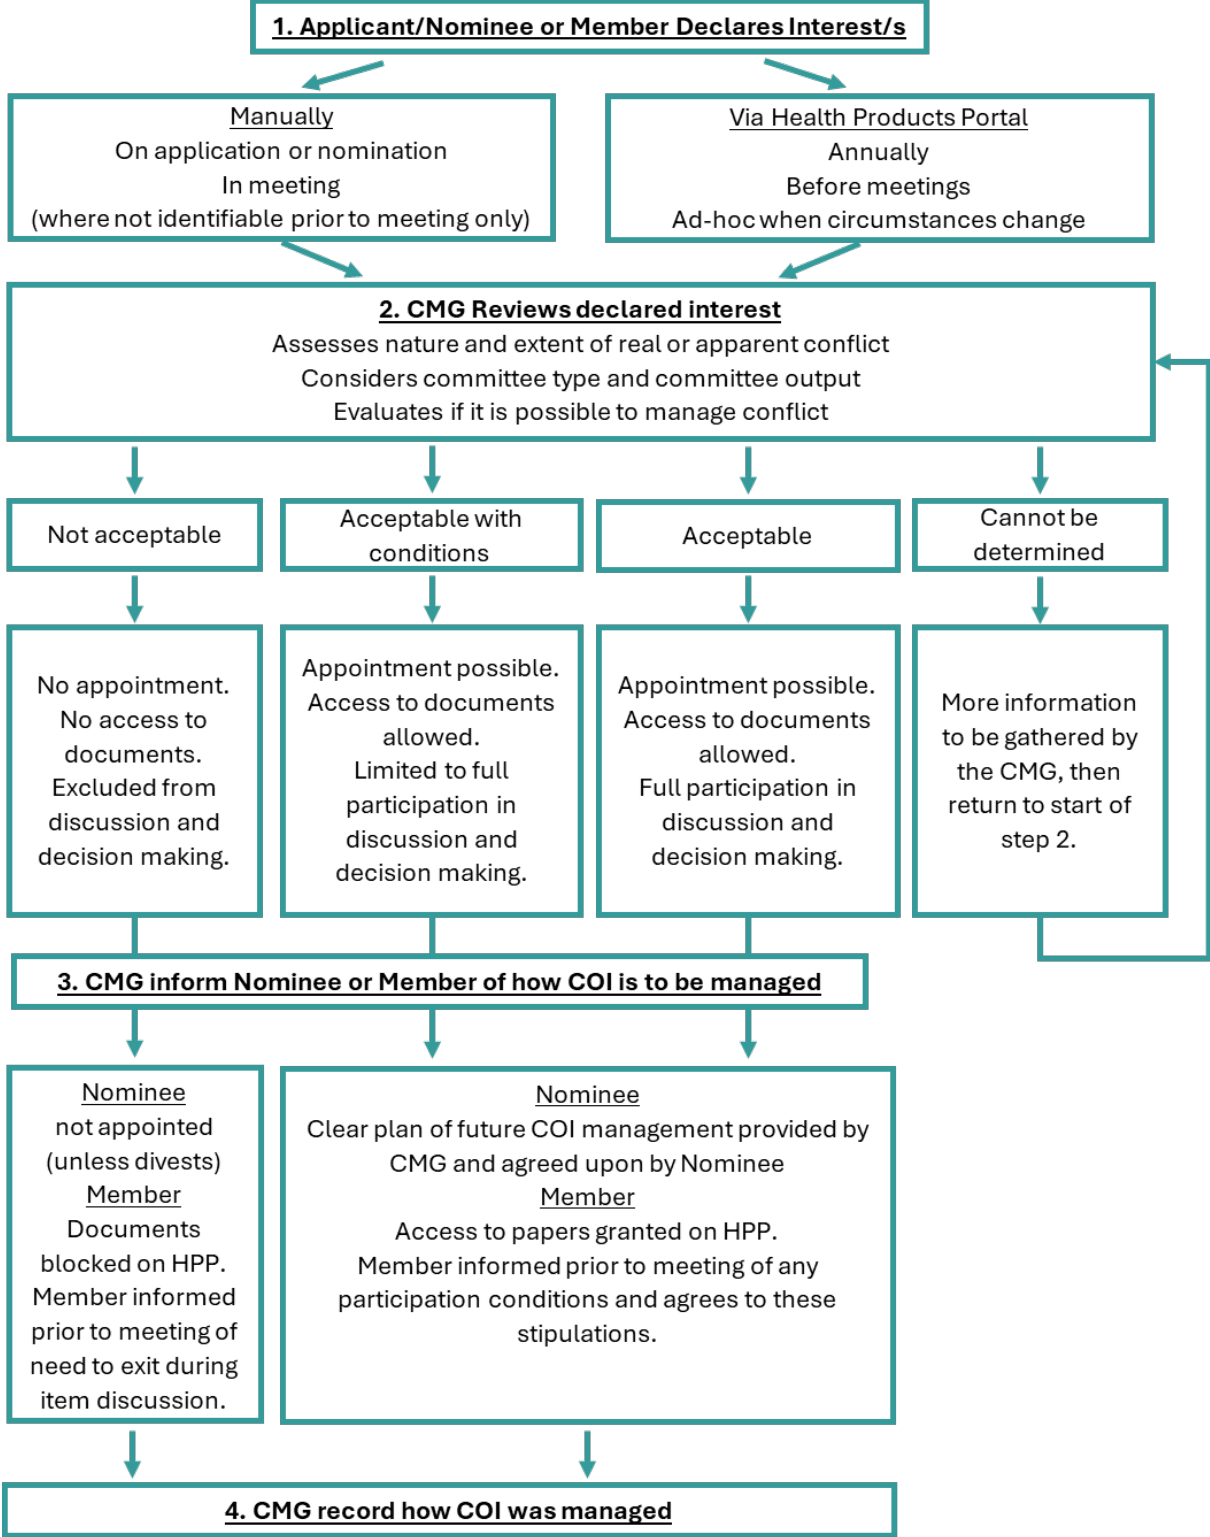 1. Applicant/Nominee or Member Declares Interest/s
Manually
On application or nomination
In meeting
(where not identifiable prior to meeting only)
Via Health Products Portal
Annually
Before meetings
Ad-hoc when circumstances change
2. CMG Reviews declared interest
Assesses nature and extent of real or apparent conflict
Considers committee type and committee output
Evaluates if it is possible to manage conflict
Not acceptable
Acceptable with
conditions
Acceptable
Cannot be
determined
No appointment.
No access to
documents.
Excluded from
discussion and
decision making.
Appointment possible.
Access to documents
allowed.
Limited to full
participation in
discussion and
decision making.
Appointment possible.
Access to documents
allowed.
Full participation in
discussion and
decision making.
More information
to be gathered by
the CMG, then
return to start of
step 2.
3. CMG inform Nominee or Member of how COI is to be managed
Nominee
not appointed
(unless divests)
Member
Documents
blocked on HPP.
Member informed
prior to meeting of
need to exit during
item discussion.
Nominee
Clear plan of future COI management provided by
CMG and agreed upon by Nominee
Member
Access to papers granted on HPP.
Member informed prior to meeting of any
participation conditions and agrees to these
stipulations.
4. CMG record how COI was managed